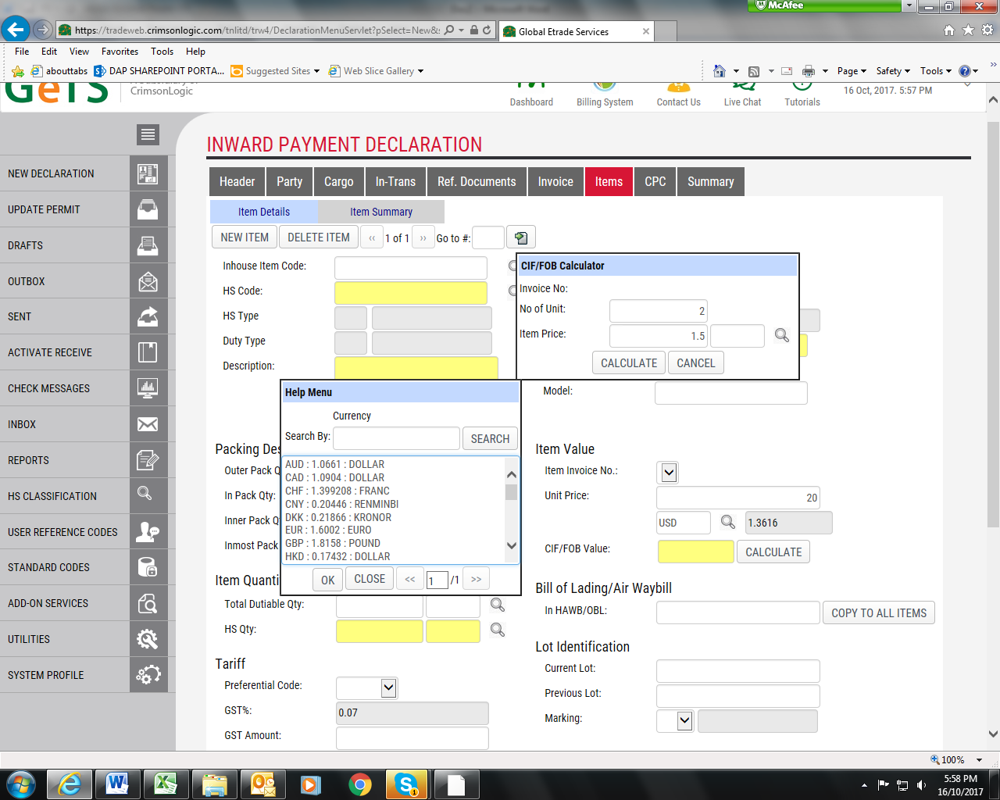 McAfee
https://tradeweb.crimsonlogic.com/tnltd/trw4/DeclarationMenuServlet?pSelect=New&s
Global Etrade Services
File Edit View Favorites Tools Help
abouttabs DAP SHAREPOINT PORTA... Suggested Sites Web Slice Gallery Page Safety Tools »
GeTS
CrimsonLogic
Dashboard Billing System Contact Us Live Chat Tutorials
16 Oct, 2017. 5:57 PM
NEW DECLARATION
UPDATE PERMIT
DRAFTS
OUTBOX
SENT
ACTIVATE RECEIVE
CHECK MESSAGES
INBOX
REPORTS
HS CLASSIFICATION
USER REFERENCE CODES
STANDARD CODES
ADD-ON SERVICES
UTILITIES
SYSTEM PROFILE
INWARD PAYMENT DECLARATION
Header Party Cargo In-Trans Ref. Documents Invoice Items CPC Summary
Item Details Item Summary
NEW ITEM DELETE ITEM ‹‹ 1 of 1 ›› Go to #:
Inhouse Item Code:
HS Code:
HS Type
Duty Type
Description:
CIF/FOB Calculator
Invoice No:
No of Unit: 2
Item Price: 1.5
CALCULATE CANCEL
Model:
Help Menu
Currency
Search By: SEARCH
AUD : 1.0661 : DOLLAR
CAD : 1.0904 : DOLLAR
CHF : 1.399208 : FRANC
CNY : 0.20446 : RENMINBI
DKK : 0.21866 : KRONOR
EUR : 1.6002 : EURO
GBP : 1.8158 : POUND
HKD : 0.17432 : DOLLAR
OK CLOSE << 1 /1 >>
Packing Des
Outer Pack Q
In Pack Qty:
Inner Pack Q
Inmost Pack
Item Quanti
Total Dutiable Qty:
HS Qty:
Tariff
Preferential Code:
GST%: 0.07
GST Amount:
Item Value
Item Invoice No.:
Unit Price: 20
USD 1.3616
CIF/FOB Value: CALCULATE
Bill of Lading/Air Waybill
In HAWB/OBL: COPY TO ALL ITEMS
Lot Identification
Current Lot:
Previous Lot:
Marking:
100%
5:58 PM
16/10/2017